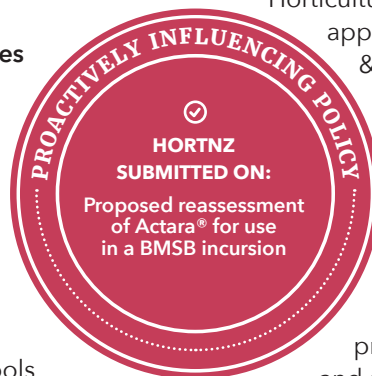 Horticultu
app
es
&
PROACTIVELY INFLUENCING POLICY
HORTNZ
SUBMITTED ON:
Proposed reassessment
of Actara® for use
in a BMSB incursion
pr
ools